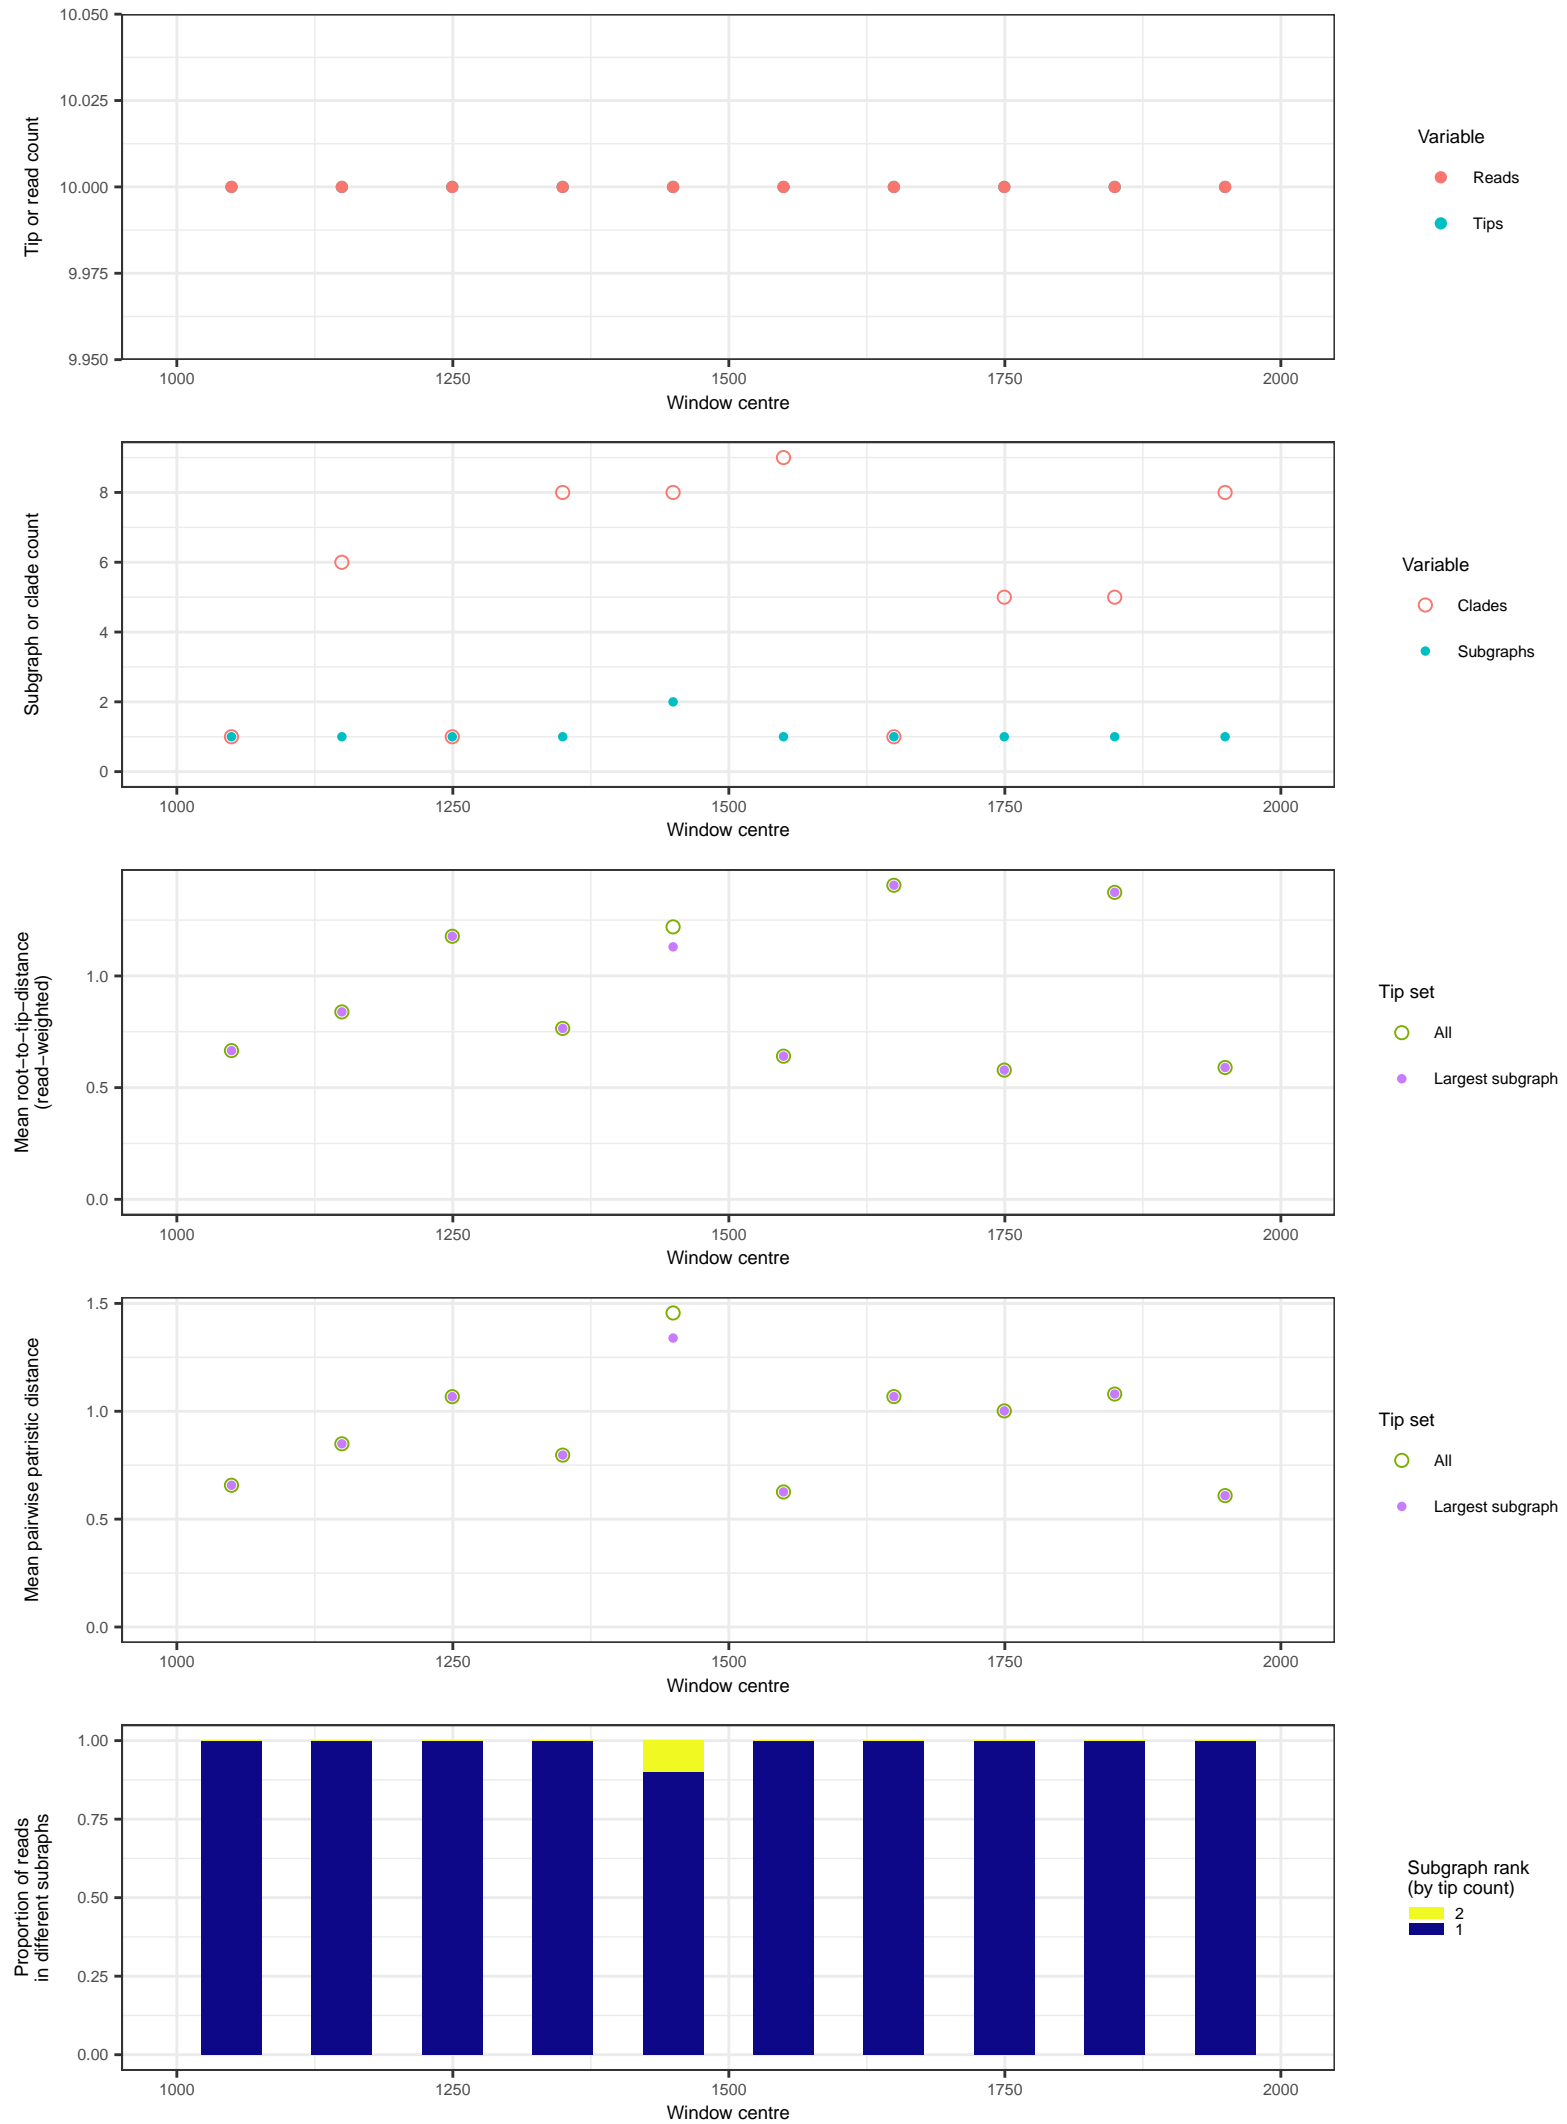 10.050
10.025
10.000
9.975
9.950
Tip or read count
1000 1250 1500 1750 2000
Window centre
Variable
Reads
Tips
8
6
4
2
0
Subgraph or clade count
1000 1250 1500 1750 2000
Window centre
Variable
Clades
Subgraphs
1.0
0.5
0.0
Mean root−to−tip−distance
(read−weighted)
1000 1250 1500 1750 2000
Window centre
Tip set
All
Largest subgraph
1.5
1.0
0.5
0.0
Mean pairwise patristic distance
1000 1250 1500 1750 2000
Window centre
Tip set
All
Largest subgraph
1.00
0.75
0.50
0.25
0.00
Proportion of reads
in different subraphs
1000 1250 1500 1750 2000
Window centre
Subgraph rank
(by tip count)
2
1